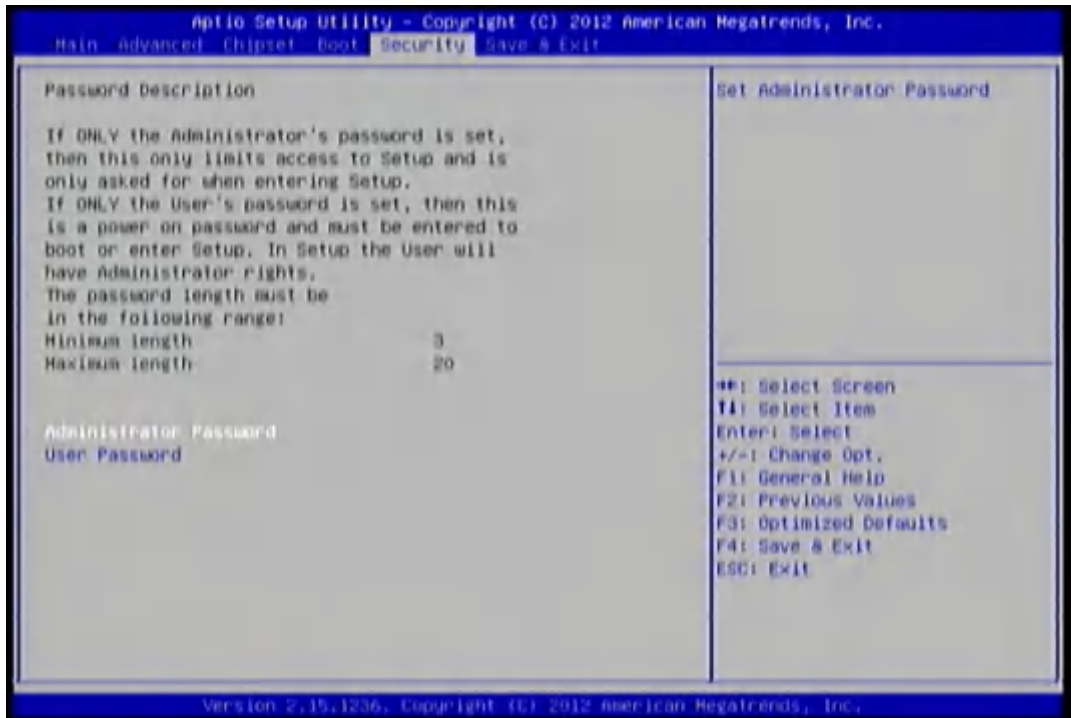 Aptio Setup Utility - Copyright (C) 2012 American Megatrends, Inc.
Main Advanced Chipset Boot Security Save & Exit
Password Description
If ONLY the Administrator's password is set,
then this only limits access to Setup and is
only asked for when entering Setup.
If ONLY the User's password is set, then this
is a power on password and must be entered to
boot or enter Setup. In Setup the User will
have Administrator rights.
The password length must be
in the following range:
Minimum length 3
Maximum length 20
Administrator Password
User Password
Set Administrator Password
→←: Select Screen
↑↓: Select Item
Enter: Select
+/-: Change Opt.
F1: General Help
F2: Previous Values
F3: Optimized Defaults
F4: Save & Exit
ESC: Exit
Version 2.15.1236. Copyright (C) 2012 American Megatrends, Inc.